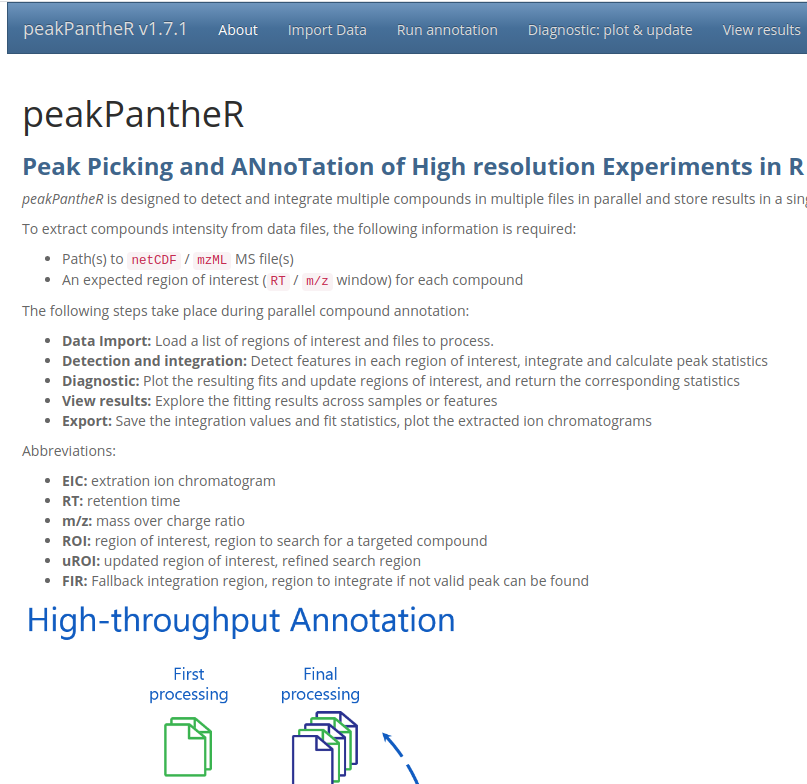 peakPantheR v1.7.1 About Import Data Run annotation Diagnostic: plot & update View results
peakPantheR
Peak Picking and ANnoTation of High resolution Experiments in R
peakPantheR is designed to detect and integrate multiple compounds in multiple files in parallel and store results in a
To extract compounds intensity from data files, the following information is required:
Path(s) to netCDF / mzML MS file(s)
An expected region of interest ( RT / m/z window) for each compound
The following steps take place during parallel compound annotation:
Data Import: Load a list of regions of interest and files to process.
Detection and integration: Detect features in each region of interest, integrate and calculate peak statistics
Diagnostic: Plot the resulting fits and update regions of interest, and return the corresponding statistics
View results: Explore the fitting results across samples or features
Export: Save the integration values and fit statistics, plot the extracted ion chromatograms
Abbreviations:
EIC: extration ion chromatogram
RT: retention time
m/z: mass over charge ratio
ROI: region of interest, region to search for a targeted compound
uROI: updated region of interest, refined search region
FIR: Fallback integration region, region to integrate if not valid peak can be found
High-throughput Annotation
First processing
Final processing